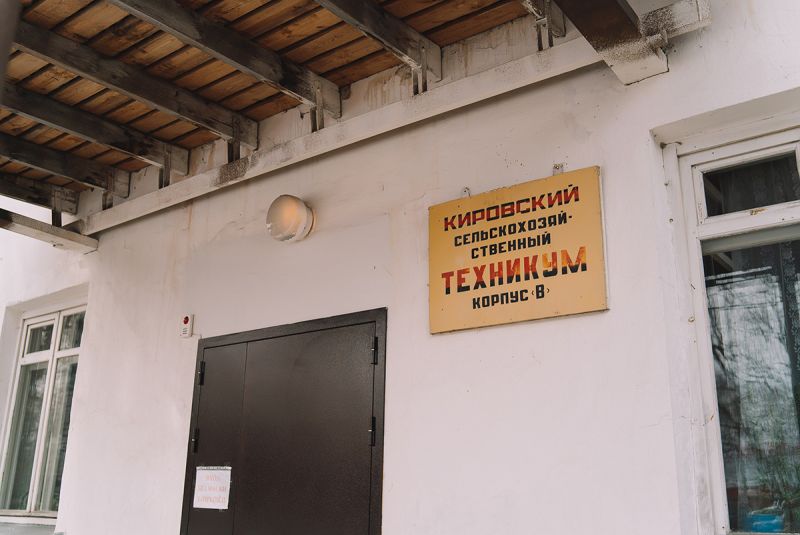 КИРОВСКИЙ
СЕЛЬСКОХОЗЯЙ-
СТВЕННЫЙ
ТЕХНИКУМ
КОРПУС "В"